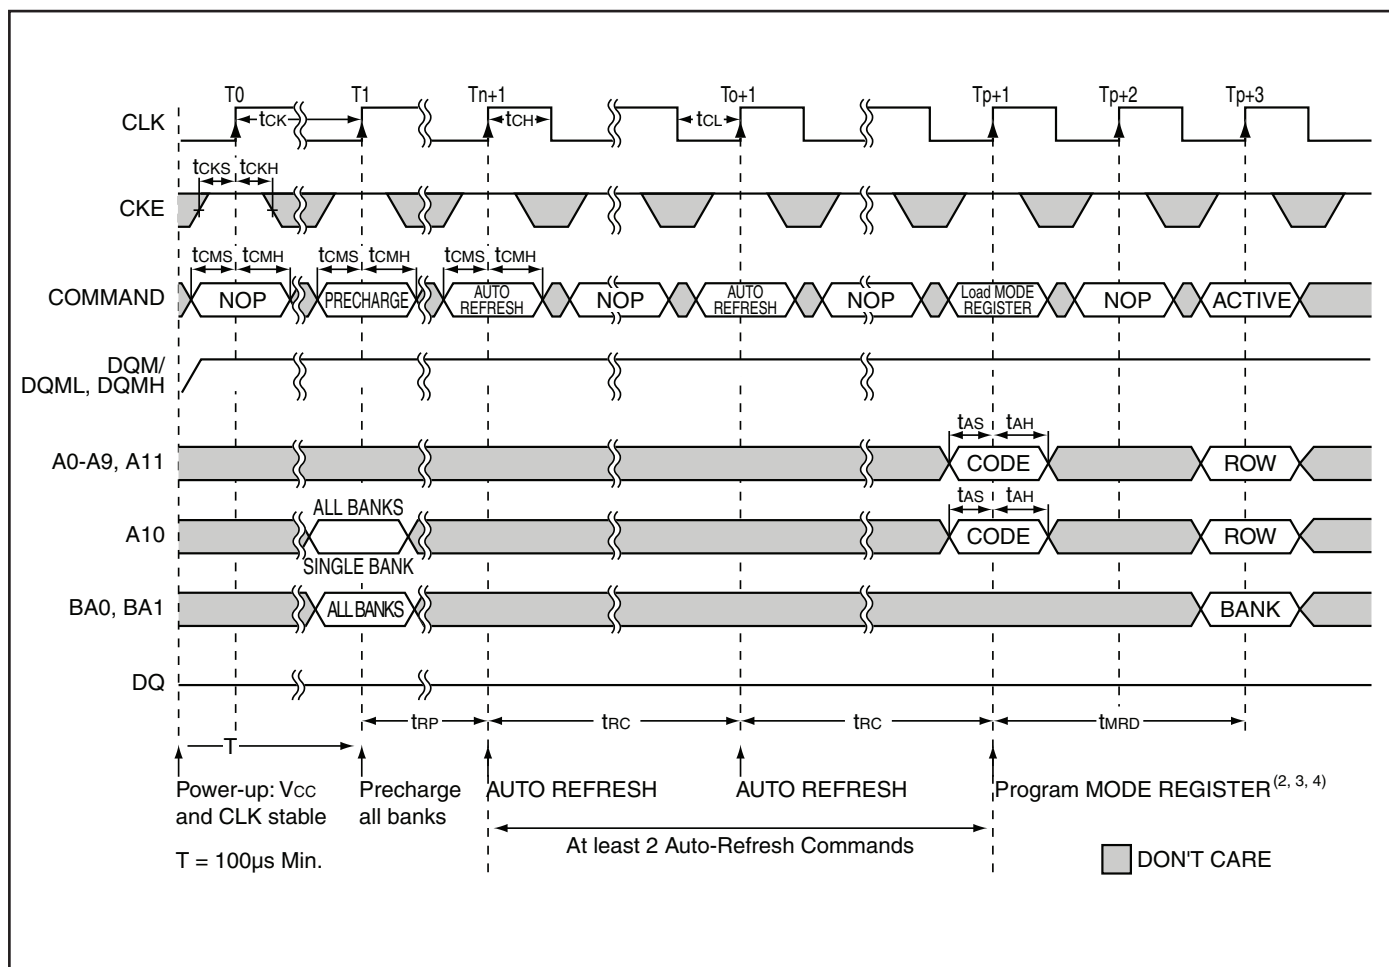 T0 T1 Tn+1 To+1 Tp+1 Tp+2 Tp+3
CLK tCK tCH tCL
tCKS tCKH
CKE
tCMS tCMH tCMS tCMH tCMS tCMH
COMMAND NOP PRECHARGE AUTO REFRESH NOP AUTO REFRESH NOP Load MODE REGISTER NOP ACTIVE
DQM/
DQML, DQMH
tAS tAH
A0-A9, A11 CODE ROW
ALL BANKS tAS tAH
A10 CODE ROW
SINGLE BANK
BA0, BA1 ALL BANKS BANK
DQ
tRP tRC tRC tMRD
T
Power-up: VCC
and CLK stable
T = 100μs Min.
Precharge
all banks
AUTO REFRESH
AUTO REFRESH
Program MODE REGISTER(2, 3, 4)
At least 2 Auto-Refresh Commands
DON'T CARE